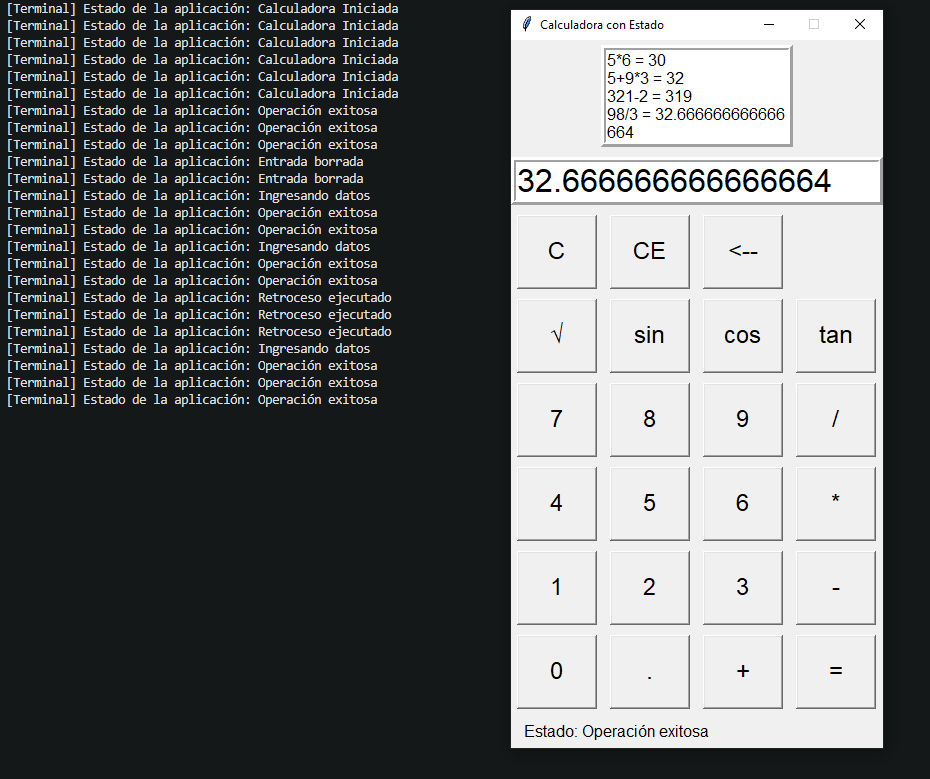 [Terminal] Estado de la aplicación: Calculadora Iniciada
[Terminal] Estado de la aplicación: Calculadora Iniciada
[Terminal] Estado de la aplicación: Calculadora Iniciada
[Terminal] Estado de la aplicación: Calculadora Iniciada
[Terminal] Estado de la aplicación: Calculadora Iniciada
[Terminal] Estado de la aplicación: Calculadora Iniciada
[Terminal] Estado de la aplicación: Operación exitosa
[Terminal] Estado de la aplicación: Operación exitosa
[Terminal] Estado de la aplicación: Operación exitosa
[Terminal] Estado de la aplicación: Entrada borrada
[Terminal] Estado de la aplicación: Entrada borrada
[Terminal] Estado de la aplicación: Ingresando datos
[Terminal] Estado de la aplicación: Operación exitosa
[Terminal] Estado de la aplicación: Operación exitosa
[Terminal] Estado de la aplicación: Ingresando datos
[Terminal] Estado de la aplicación: Operación exitosa
[Terminal] Estado de la aplicación: Operación exitosa
[Terminal] Estado de la aplicación: Retroceso ejecutado
[Terminal] Estado de la aplicación: Retroceso ejecutado
[Terminal] Estado de la aplicación: Retroceso ejecutado
[Terminal] Estado de la aplicación: Ingresando datos
[Terminal] Estado de la aplicación: Operación exitosa
[Terminal] Estado de la aplicación: Operación exitosa
[Terminal] Estado de la aplicación: Operación exitosa
Calculadora con Estado
5*6 = 30
5+9*3 = 32
321-2 = 319
98/3 = 32.666666666666
664
32.666666666666664
C CE <--
√ sin cos tan
7 8 9 /
4 5 6 *
1 2 3 -
0 . + =
Estado: Operación exitosa